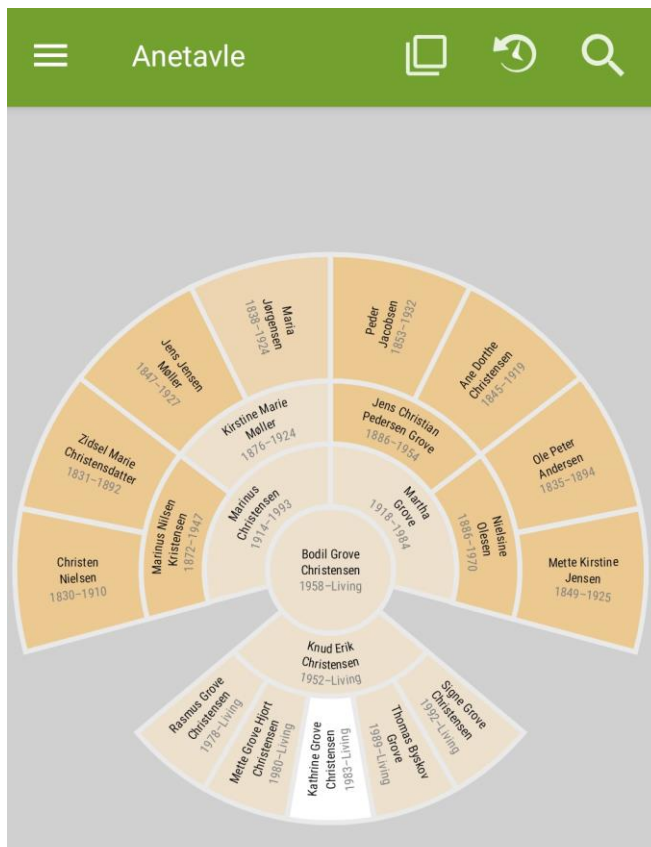 Anetavle
Christen
Nielsen
1830–1910
Zidsel Marie
Christensdatter
1831–1892
Jens Jensen
Møller
1847–1927
Maria
Jørgensen
1838–1924
Peder
Jacobsen
1853–1932
Ane Dorthe
Christensen
1845–1919
Ole Peter
Andersen
1835–1894
Mette Kirstine
Jensen
1849–1925
Marinus Nilsen
Kristensen
1872–1947
Kirstine Marie
Møller
1876–1924
Jens Christian
Pedersen Grove
1886–1954
Nielsine
Olesen
1886–1970
Marinus
Christensen
1914–1993
Martha
Grove
1918–1984
Bodil Grove
Christensen
1958–Living
Knud Erik
Christensen
1952–Living
Rasmus Grove
Christensen
1978–Living
Mette Grove Hjort
Christensen
1980–Living
Kathrine Grove
Christensen
1983–Living
Thomas Byskov
Grove
1989–Living
Signe Grove
Christensen
1992–Living